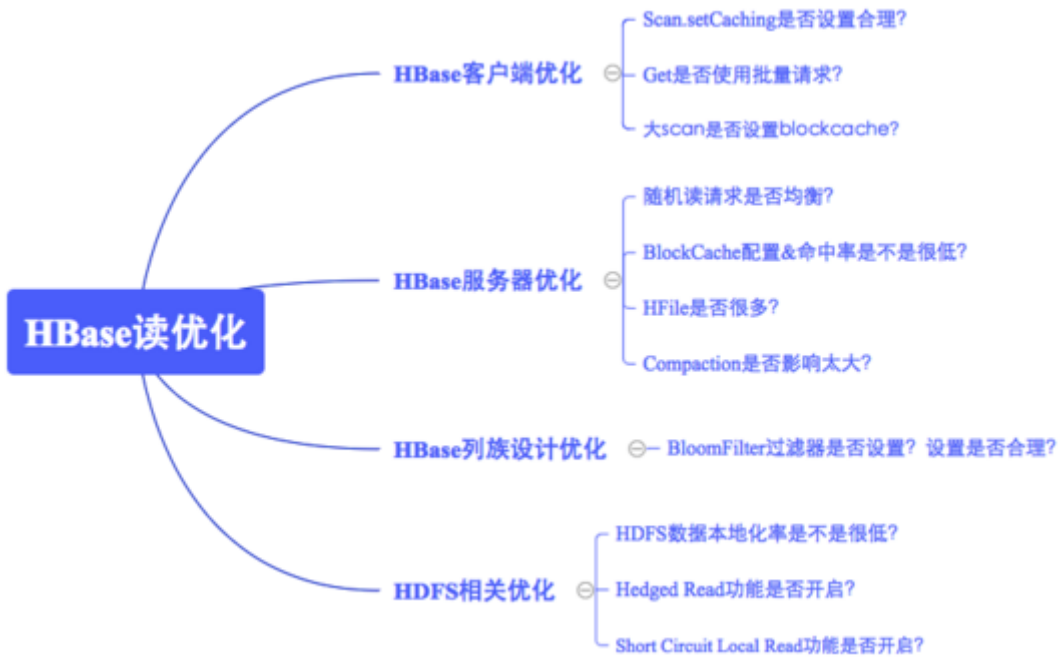 HBase读优化
HBase客户端优化
Scan.setCaching是否设置合理?
Get是否使用批量请求?
大scan是否设置blockcache?
HBase服务器优化
随机读请求是否均衡?
BlockCache配置&命中率是不是很低?
HFile是否很多?
Compaction是否影响太大?
HBase列族设计优化
BloomFilter过滤器是否设置? 设置是否合理?
HDFS相关优化
HDFS数据本地化率是不是很低?
Hedged Read功能是否开启?
Short Circuit Local Read功能是否开启?